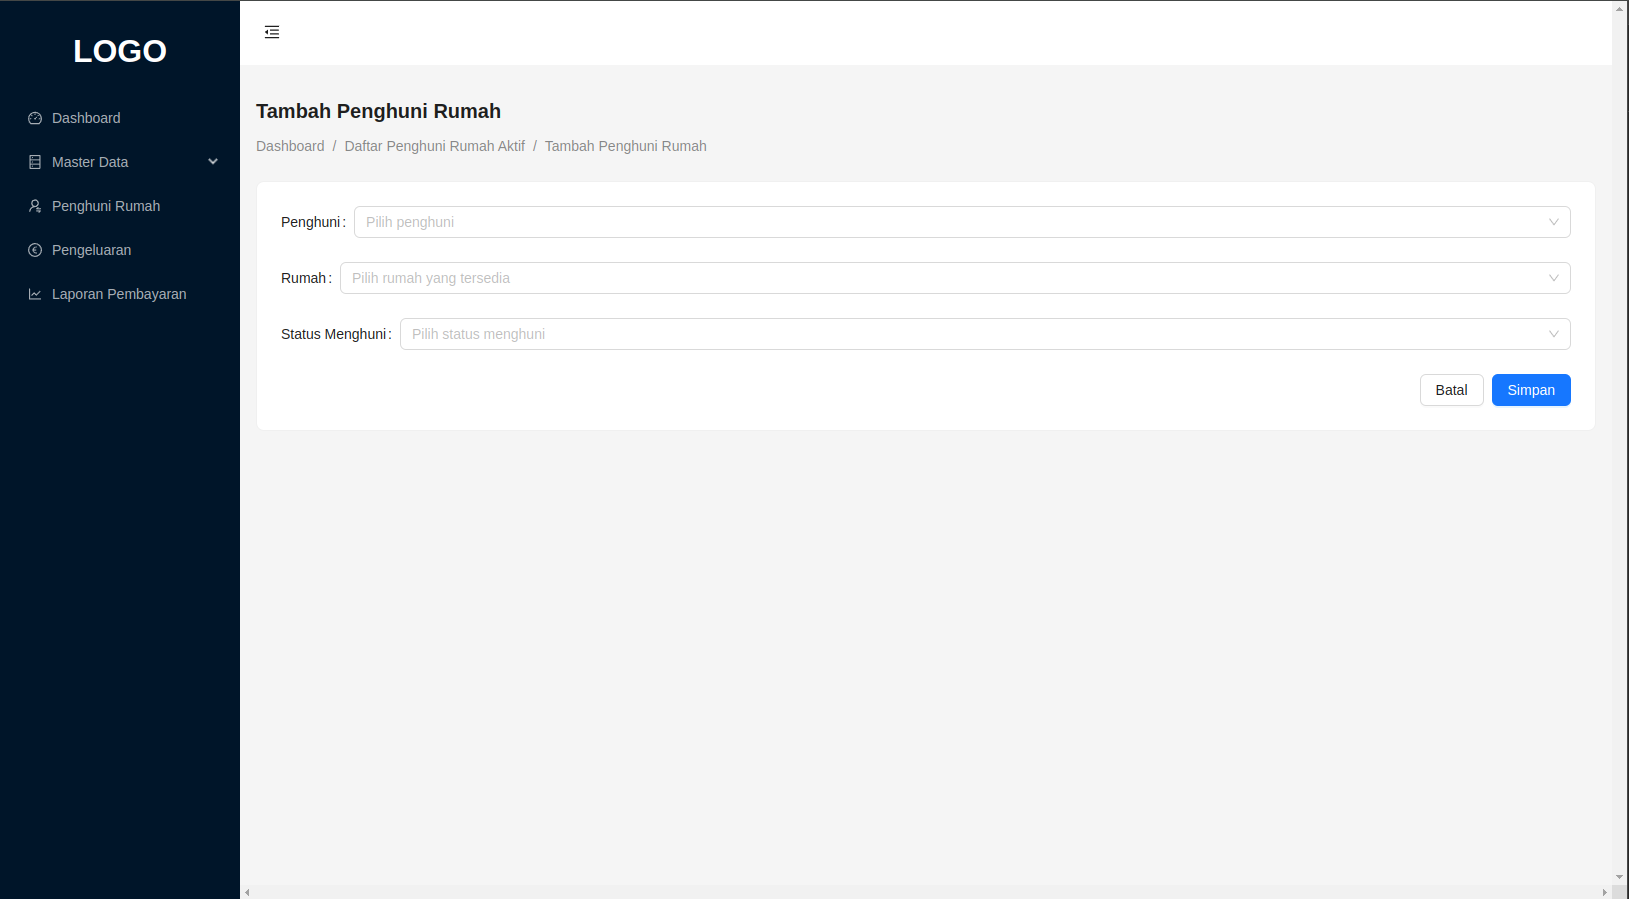 LOGO
Dashboard
Master Data
Penghuni Rumah
Pengeluaran
Laporan Pembayaran
Tambah Penghuni Rumah
Dashboard / Daftar Penghuni Rumah Aktif / Tambah Penghuni Rumah
Penghuni : Pilih penghuni
Rumah : Pilih rumah yang tersedia
Status Menghuni : Pilih status menghuni
Batal Simpan